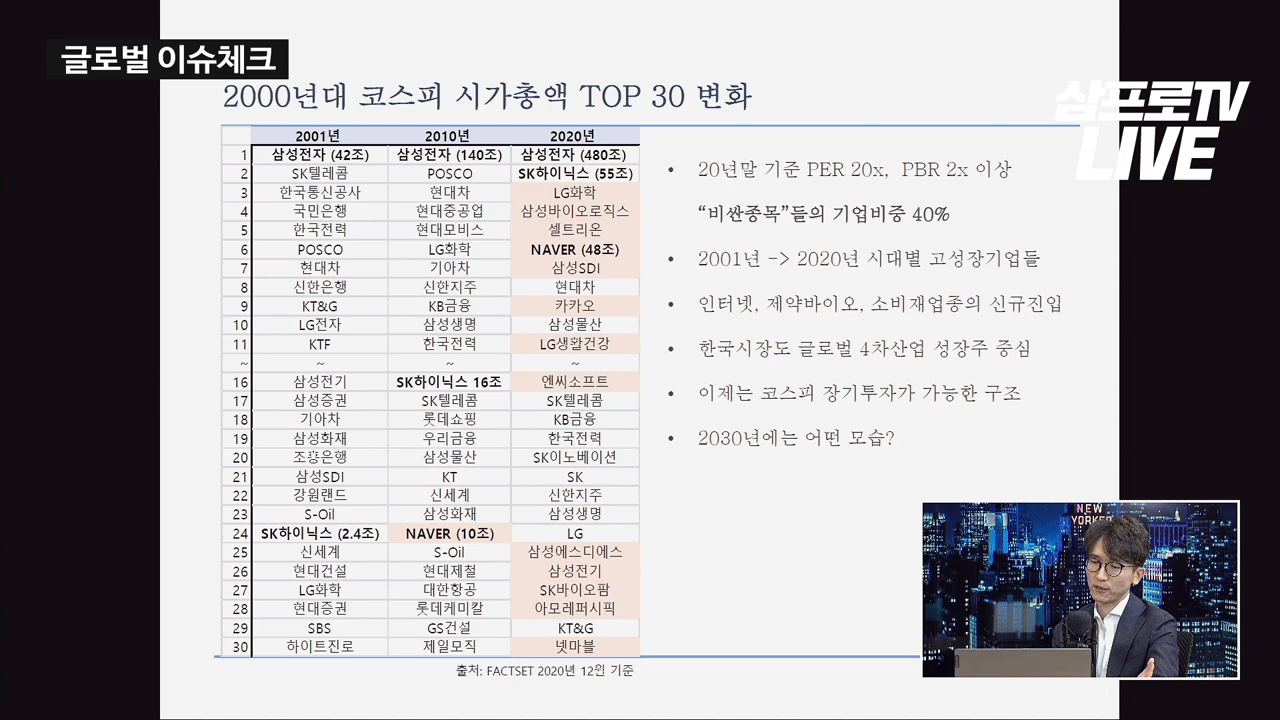 글로벌 이슈체크
삼프로TV
LIVE
2000년대 코스피 시가총액 TOP 30 변화
2001년 2010년 2020년
1 삼성전자 (42조) 삼성전자 (140조) 삼성전자 (480조)
2 SK텔레콤 POSCO SK하이닉스 (55조)
3 한국통신공사 현대차 LG화학
4 국민은행 현대중공업 삼성바이오로직스
5 한국전력 현대모비스 셀트리온
6 POSCO LG화학 NAVER (48조)
7 현대차 기아차 삼성SDI
8 신한은행 신한지주 현대차
9 KT&G KB금융 카카오
10 LG전자 삼성생명 삼성물산
11 KTF 한국전력 LG생활건강
~ ~ ~ ~
16 삼성전기 SK하이닉스 16조 엔씨소프트
17 삼성증권 SK텔레콤 SK텔레콤
18 기아차 롯데쇼핑 KB금융
19 삼성화재 우리금융 한국전력
20 조흥은행 삼성물산 SK이노베이션
21 삼성SDI KT SK
22 강원랜드 신세계 신한지주
23 S-Oil 삼성화재 삼성생명
24 SK하이닉스 (2.4조) NAVER (10조) LG
25 신세계 S-Oil 삼성에스디에스
26 현대건설 현대제철 삼성전기
27 LG화학 대한항공 SK바이오팜
28 현대증권 롯데케미칼 아모레퍼시픽
29 SBS GS건설 KT&G
30 하이트진로 제일모직 넷마블
출처: FACTSET 2020년 12월 기준
• 20년말 기준 PER 20x, PBR 2x 이상
“비싼종목”들의 기업비중 40%
• 2001년 -> 2020년 시대별 고성장기업들
• 인터넷, 제약바이오, 소비재업종의 신규진입
• 한국시장도 글로벌 4차산업 성장주 중심
• 이제는 코스피 장기투자가 가능한 구조
• 2030년에는 어떤 모습?
NEW
YORKER